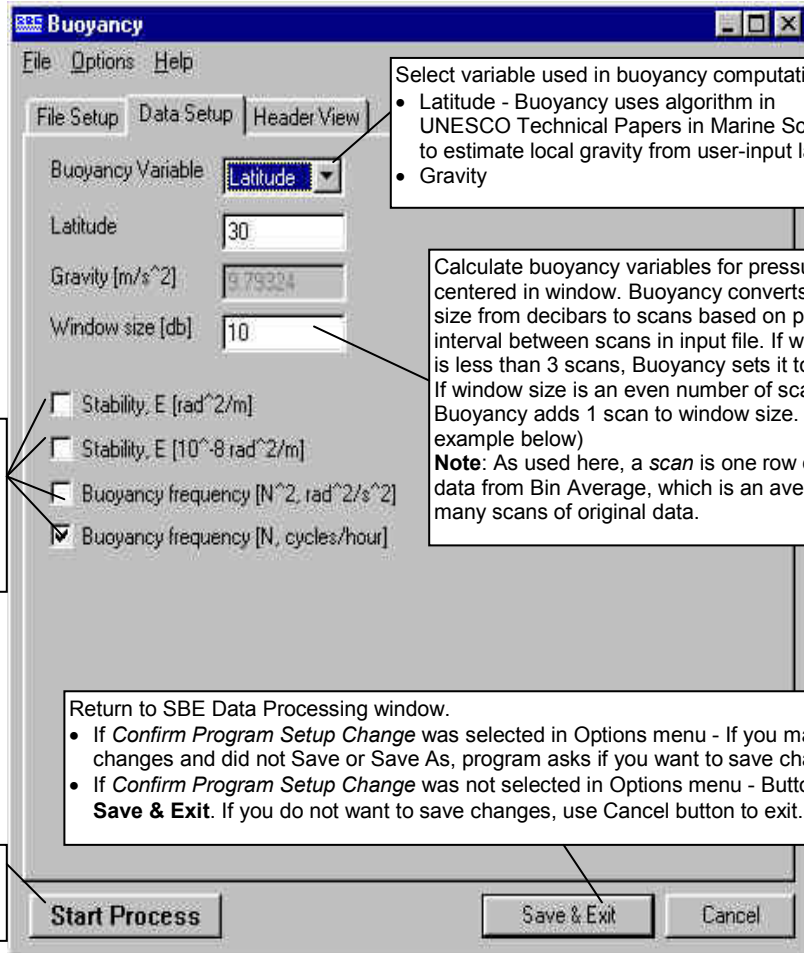 SBE Buoyancy
File Options Help
File Setup Data Setup Header View
Select variable used in buoyancy
• Latitude - Buoyancy uses algorithm in
UNESCO Technical Papers in Marine
to estimate local gravity from user-input
• Gravity
Buoyancy Variable Latitude
Latitude 30
Gravity [m/s^2] 9.79324
Window size [db] 10
Calculate buoyancy variables for
centered in window. Buoyancy converts
size from decibars to scans based on
interval between scans in input file. If
is less than 3 scans, Buoyancy sets it
If window size is an even number of
Buoyancy adds 1 scan to window size.
example below)
Note: As used here, a scan is one row
data from Bin Average, which is an
many scans of original data.
Stability, E [rad^2/m]
Stability, E [10^-8 rad^2/m]
Buoyancy frequency [N^2, rad^2/s^2]
Buoyancy frequency [N, cycles/hour]
Return to SBE Data Processing window.
• If Confirm Program Setup Change was selected in Options menu - If you
changes and did not Save or Save As, program asks if you want to save
• If Confirm Program Setup Change was not selected in Options menu -
Save & Exit. If you do not want to save changes, use Cancel button to exit.
Start Process Save & Exit Cancel